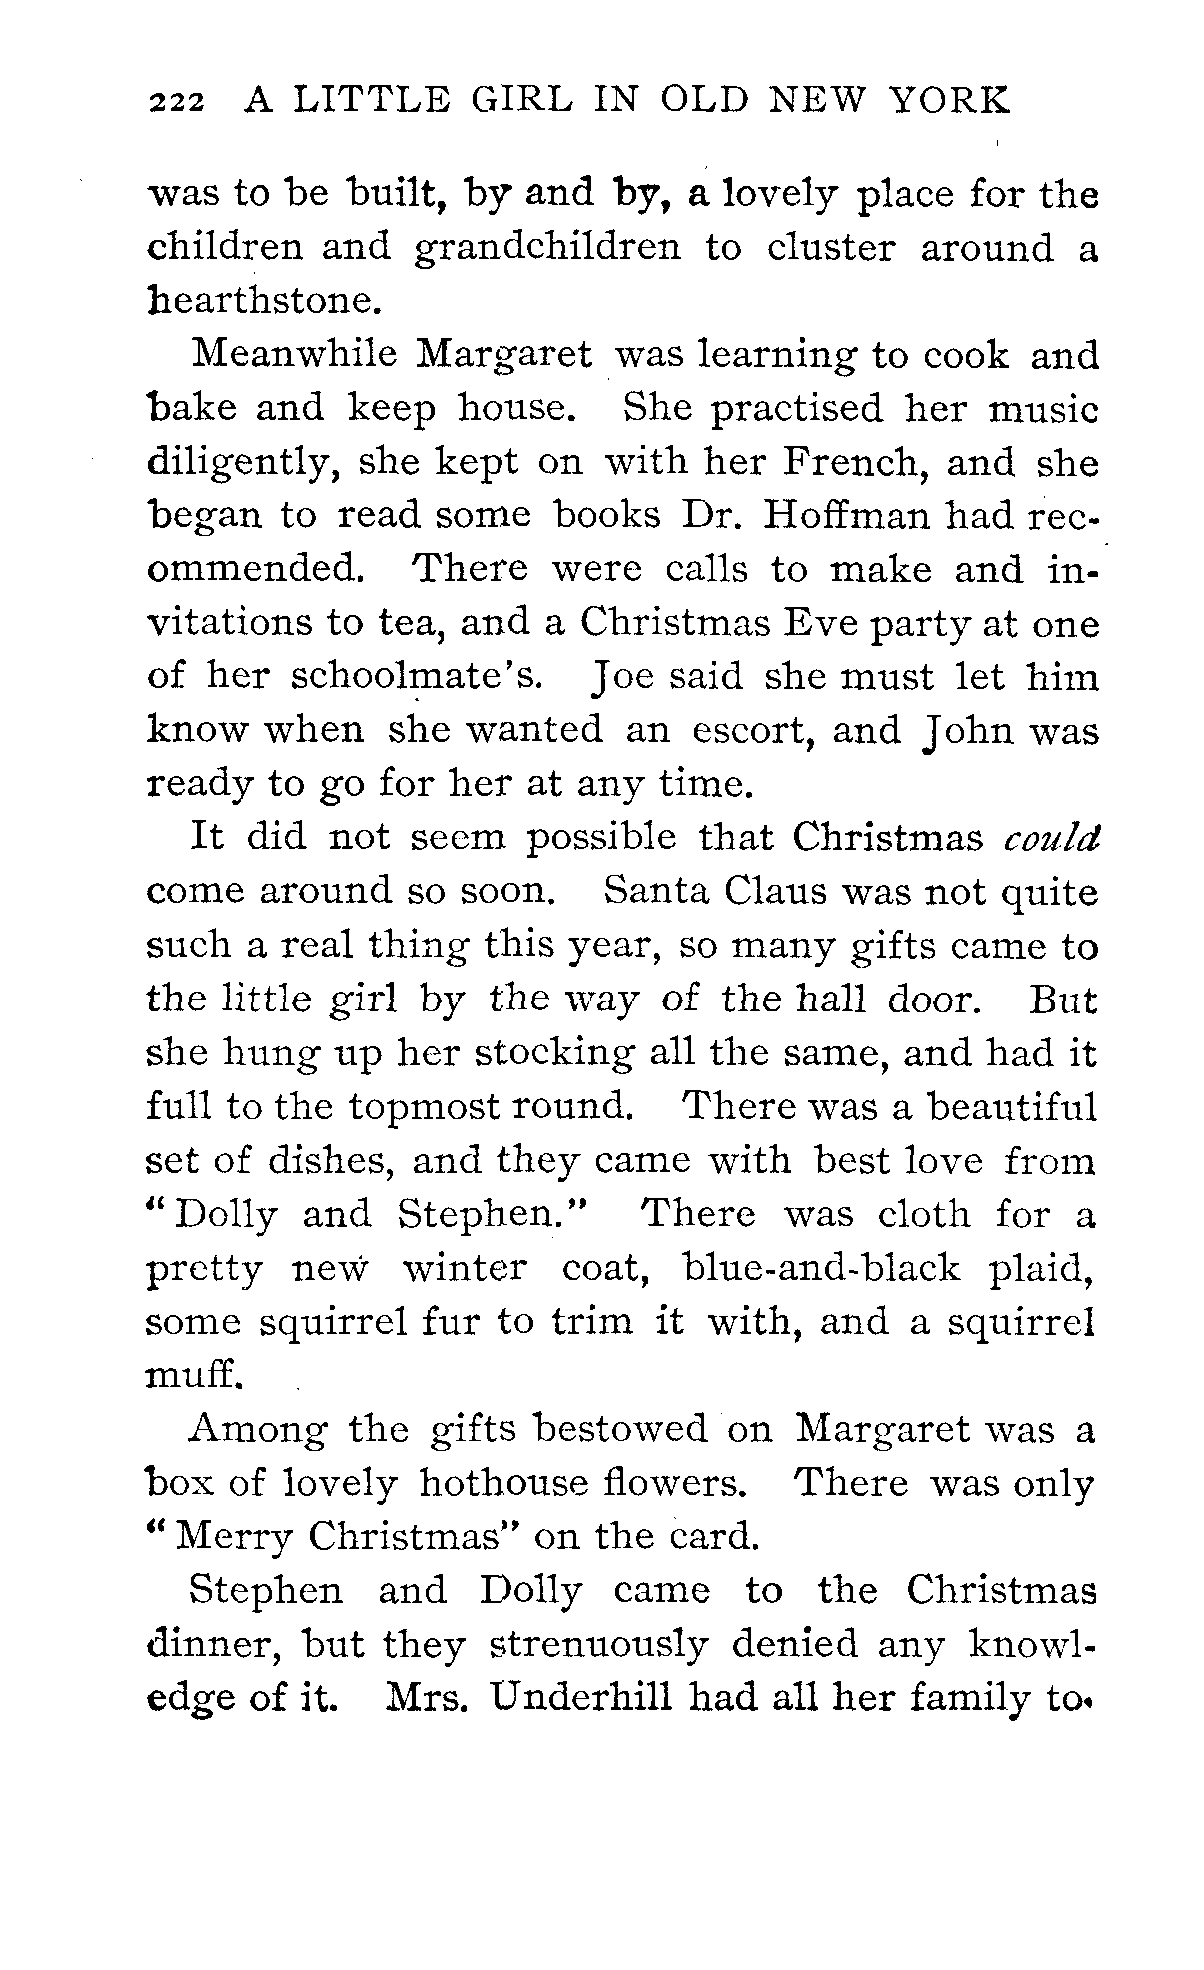 222 A LITTLE GIRL IN OLD NEW YORK
was to be built, by and by, a lovely place for the
children and grandchildren to cluster around a
hearthstone.
Meanwhile Margaret was learning to cook and
bake and keep house. She practised her music
diligently, she kept on with her French, and she
began to read some books Dr. Hoffman had rec-
ommended. There were calls to make and in-
vitations to tea, and a Christmas Eve party at one
of her schoolmate's. Joe said she must let him
know when she wanted an escort, and John was
ready to go for her at any time.
It did not seem possible that Christmas could
come around so soon. Santa Claus was not quite
such a real thing this year, so many gifts came to
the little girl by the way of the hall door. But
she hung up her stocking all the same, and had it
full to the topmost round. There was a beautiful
set of dishes, and they came with best love from
"Dolly and Stephen." There was cloth for a
pretty new winter coat, blue-and-black plaid,
some squirrel fur to trim it with, and a squirrel
muff.
Among the gifts bestowed on Margaret was a
box of lovely hothouse flowers. There was only
"Merry Christmas" on the card.
Stephen and Dolly came to the Christmas
dinner, but they strenuously denied any knowl-
edge of it. Mrs. Underhill had all her family to-